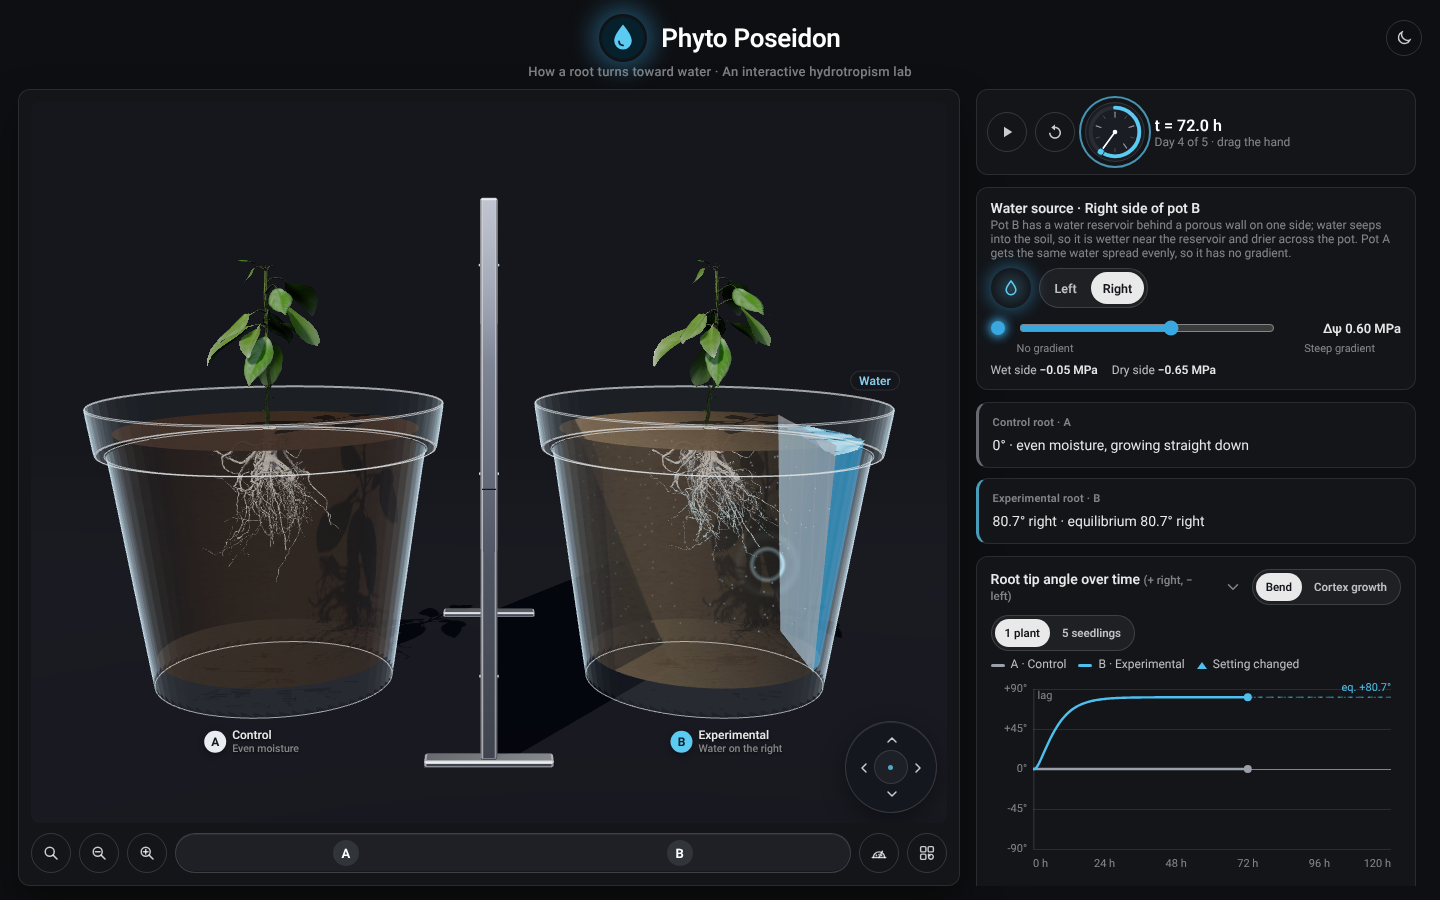 Phyto Poseidon
How a root turns toward water · An interactive hydrotropism lab
t = 72.0 h
Day 4 of 5 · drag the hand
Water source · Right side of pot B
Pot B has a water reservoir behind a porous wall on one side; water seeps
into the soil, so it is wetter near the reservoir and drier across the pot. Pot A
gets the same water spread evenly, so it has no gradient.
Left Right
Δψ 0.60 MPa
No gradient Steep gradient
Wet side −0.05 MPa Dry side −0.65 MPa
Control root · A
0° · even moisture, growing straight down
Experimental root · B
80.7° right · equilibrium 80.7° right
Root tip angle over time (+ right, −
left)
Bend Cortex growth
1 plant 5 seedlings
A · Control B · Experimental Setting changed
eq. +80.7°
+90°
lag
+45°
0°
-45°
-90°
0 h 24 h 48 h 72 h 96 h 120 h
Water
A Control
Even moisture
B Experimental
Water on the right
A B